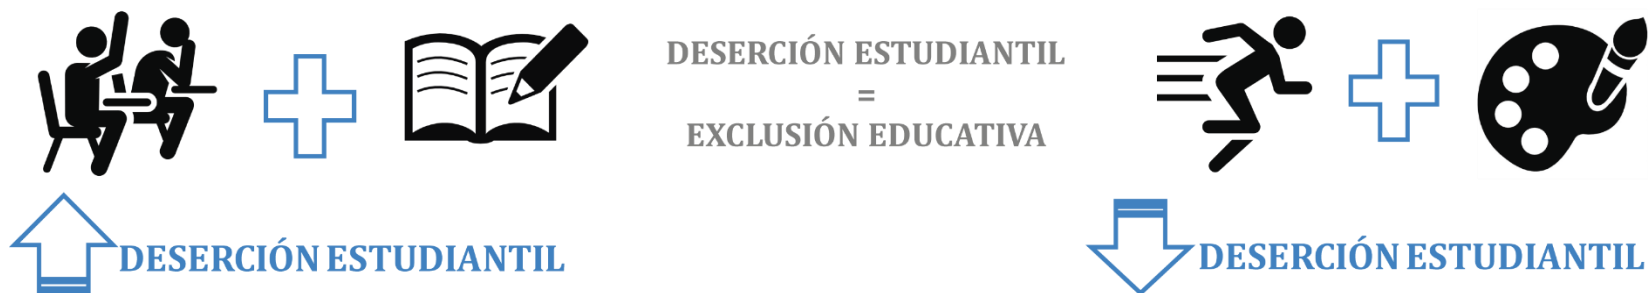 DESERCIÓN ESTUDIANTIL
=
EXCLUSIÓN EDUCATIVA
DESERCIÓN ESTUDIANTIL
DESERCIÓN ESTUDIANTIL